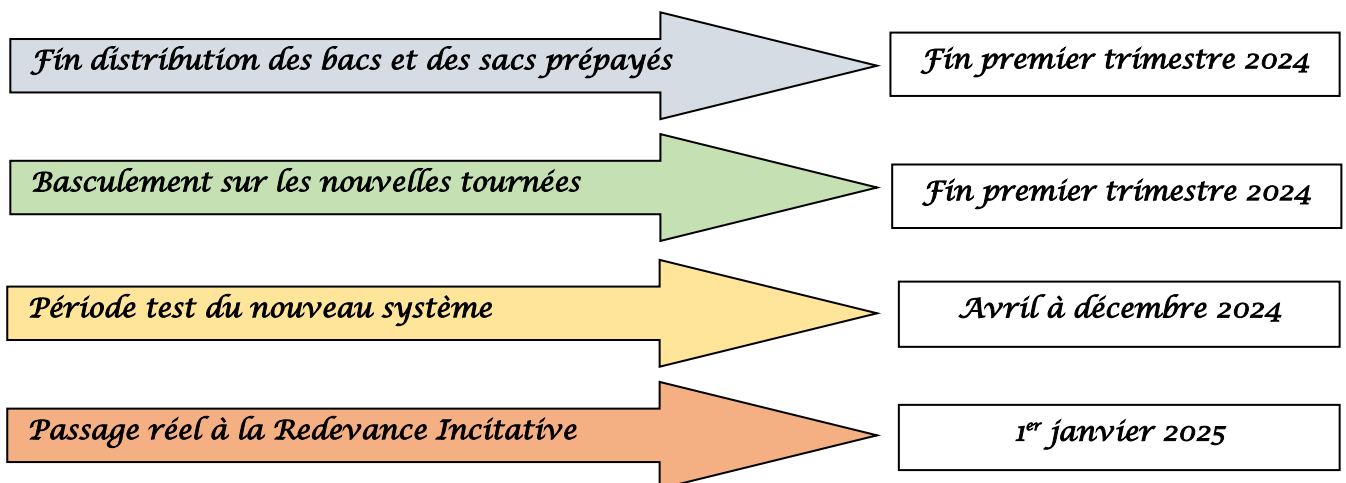 Fin distribution des bacs et des sacs prépayés
Fin premier trimestre 2024
Basculement sur les nouvelles tournées
Fin premier trimestre 2024
Période test du nouveau système
Avril à décembre 2024
Passage réel à la Redevance Incitative
1er janvier 2025